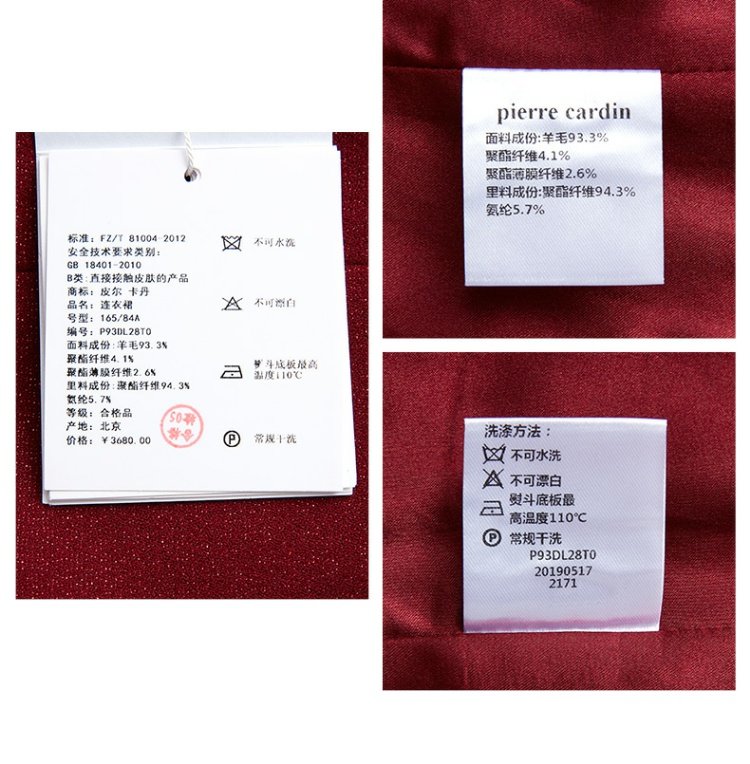 标准: FZ/T 81004-2012
安全技术要求类别:
GB 18401-2010
B类:直接接触皮肤的产品
商标: 皮尔 卡丹
品名: 连衣裙
号型: 165/84A
编号: P93DL28T0
面料成份:羊毛93.3%
聚酯纤维4.1%
聚酯薄膜纤维2.6%
里料成份:聚酯纤维94.3%
氨纶5.7%
等级: 合格品
产地: 北京
价格: ¥3680.00
不可水洗
不可漂白
熨斗底板最高
温度110℃
P 常规干洗
合格
检05
pierre cardin
面料成份:羊毛93.3%
聚酯纤维4.1%
聚酯薄膜纤维2.6%
里料成份:聚酯纤维94.3%
氨纶5.7%
洗涤方法:
不可水洗
不可漂白
熨斗底板最
高温度110℃
P 常规干洗
P93DL28T0
20190517
2171